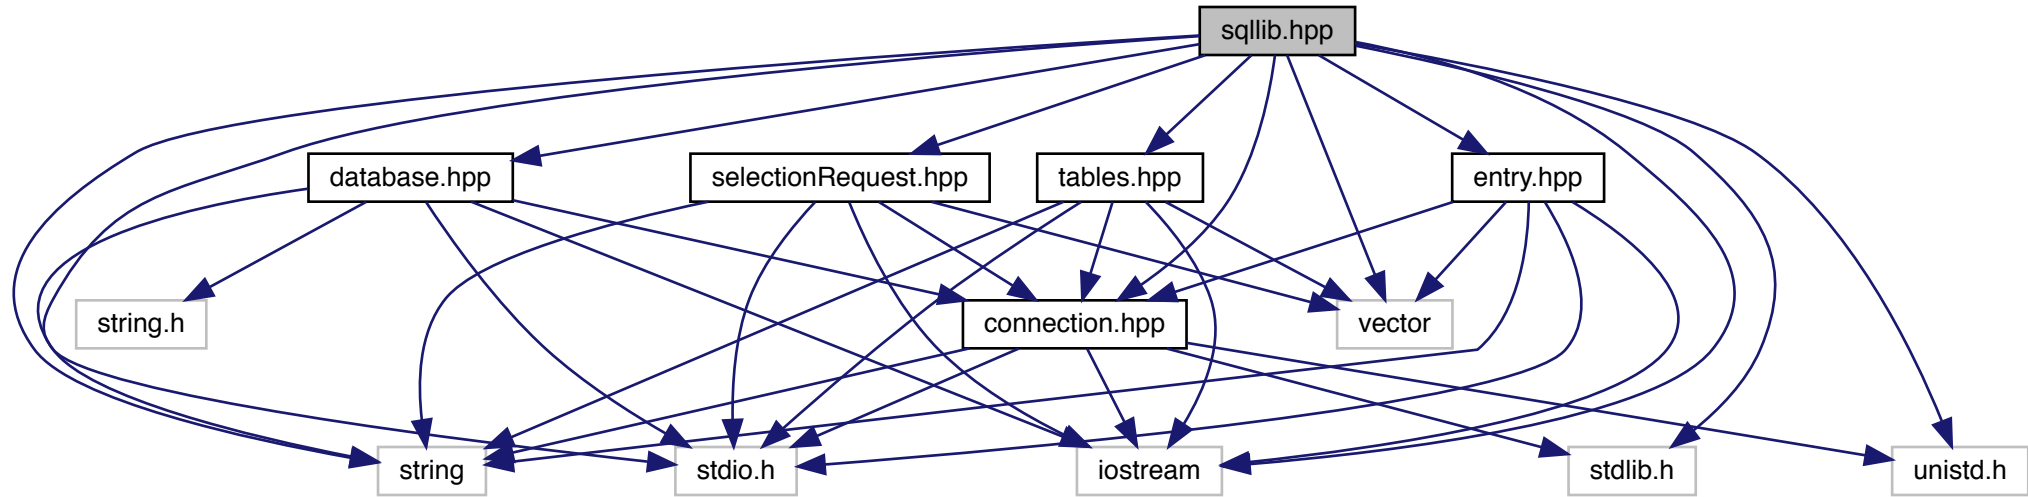 sqllib.hpp
database.hpp
selectionRequest.hpp
tables.hpp
entry.hpp
string.h
connection.hpp
vector
string
stdio.h
iostream
stdlib.h
unistd.h